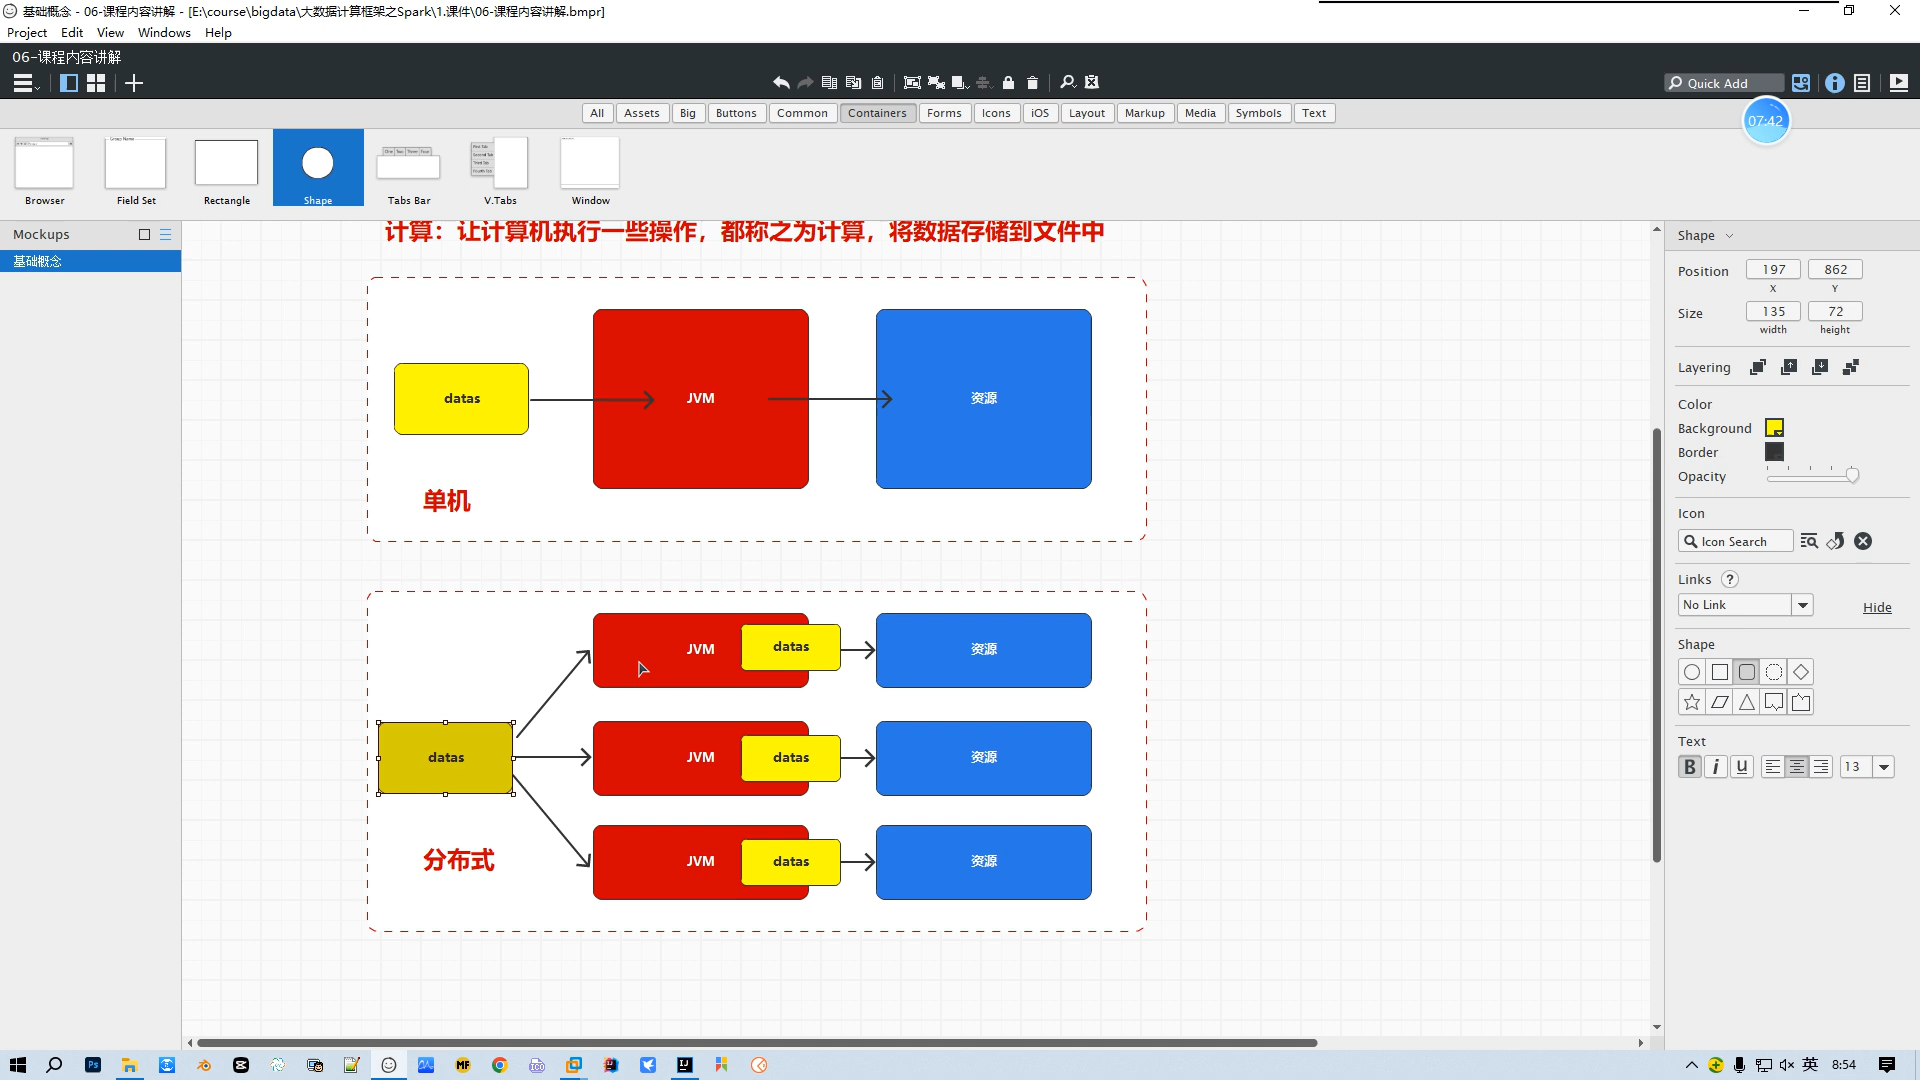 基础概念 - 06-课程内容讲解 - [E:\course\bigdata\大数据计算框架之Spark\1.课件\06-课程内容讲解.bmpr]
Project Edit View Windows Help
06-课程内容讲解
Quick Add
All Assets Big Buttons Common Containers Forms Icons iOS Layout Markup Media Symbols Text
07:42
Browser Field Set Rectangle Shape Tabs Bar V.Tabs Window
Mockups
基础概念
计算：让计算机执行一些操作，都称之为计算，将数据存储到文件中
datas JVM 资源
单机
JVM datas 资源
datas JVM datas 资源
分布式
JVM datas 资源
Shape
Position 197 862
X Y
Size 135 72
width height
Layering
Color
Background
Border
Opacity
Icon
Icon Search
Links ?
No Link Hide
Shape
Text
B i U 13
英 8:54